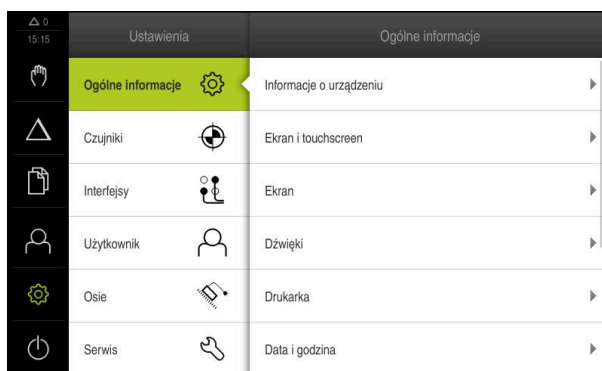 △ 0
15:15
Ustawienia
Ogólne informacje
Ogólne informacje
Czujniki
Interfejsy
Użytkownik
Osie
Serwis
Informacje o urządzeniu
Ekran i touchscreen
Ekran
Dźwięki
Drukarka
Data i godzina